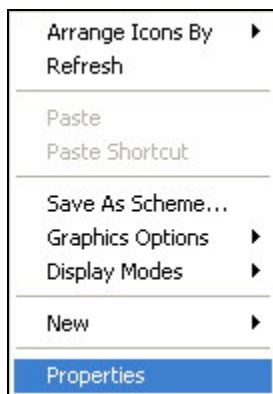 Arrange Icons By
Refresh
Paste
Paste Shortcut
Save As Scheme...
Graphics Options
Display Modes
New
Properties